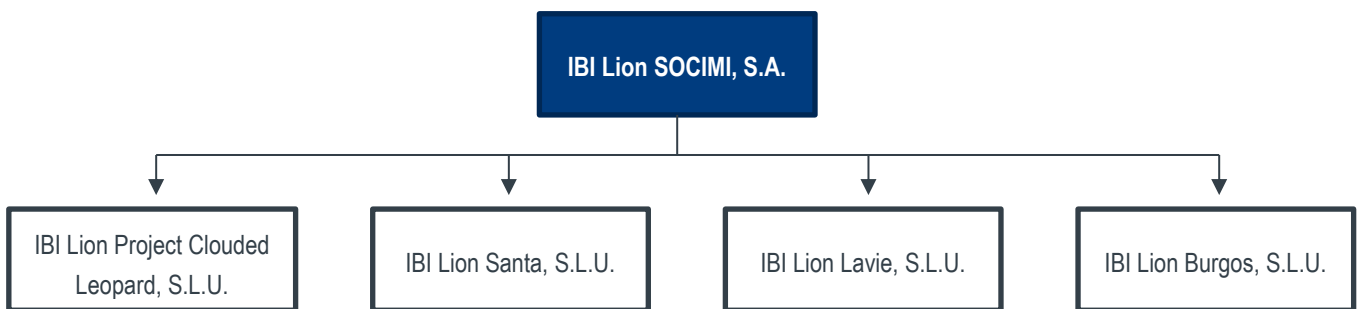 IBI Lion SOCIMI, S.A.
IBI Lion Project Clouded
Leopard, S.L.U.
IBI Lion Santa, S.L.U.
IBI Lion Lavie, S.L.U.
IBI Lion Burgos, S.L.U.